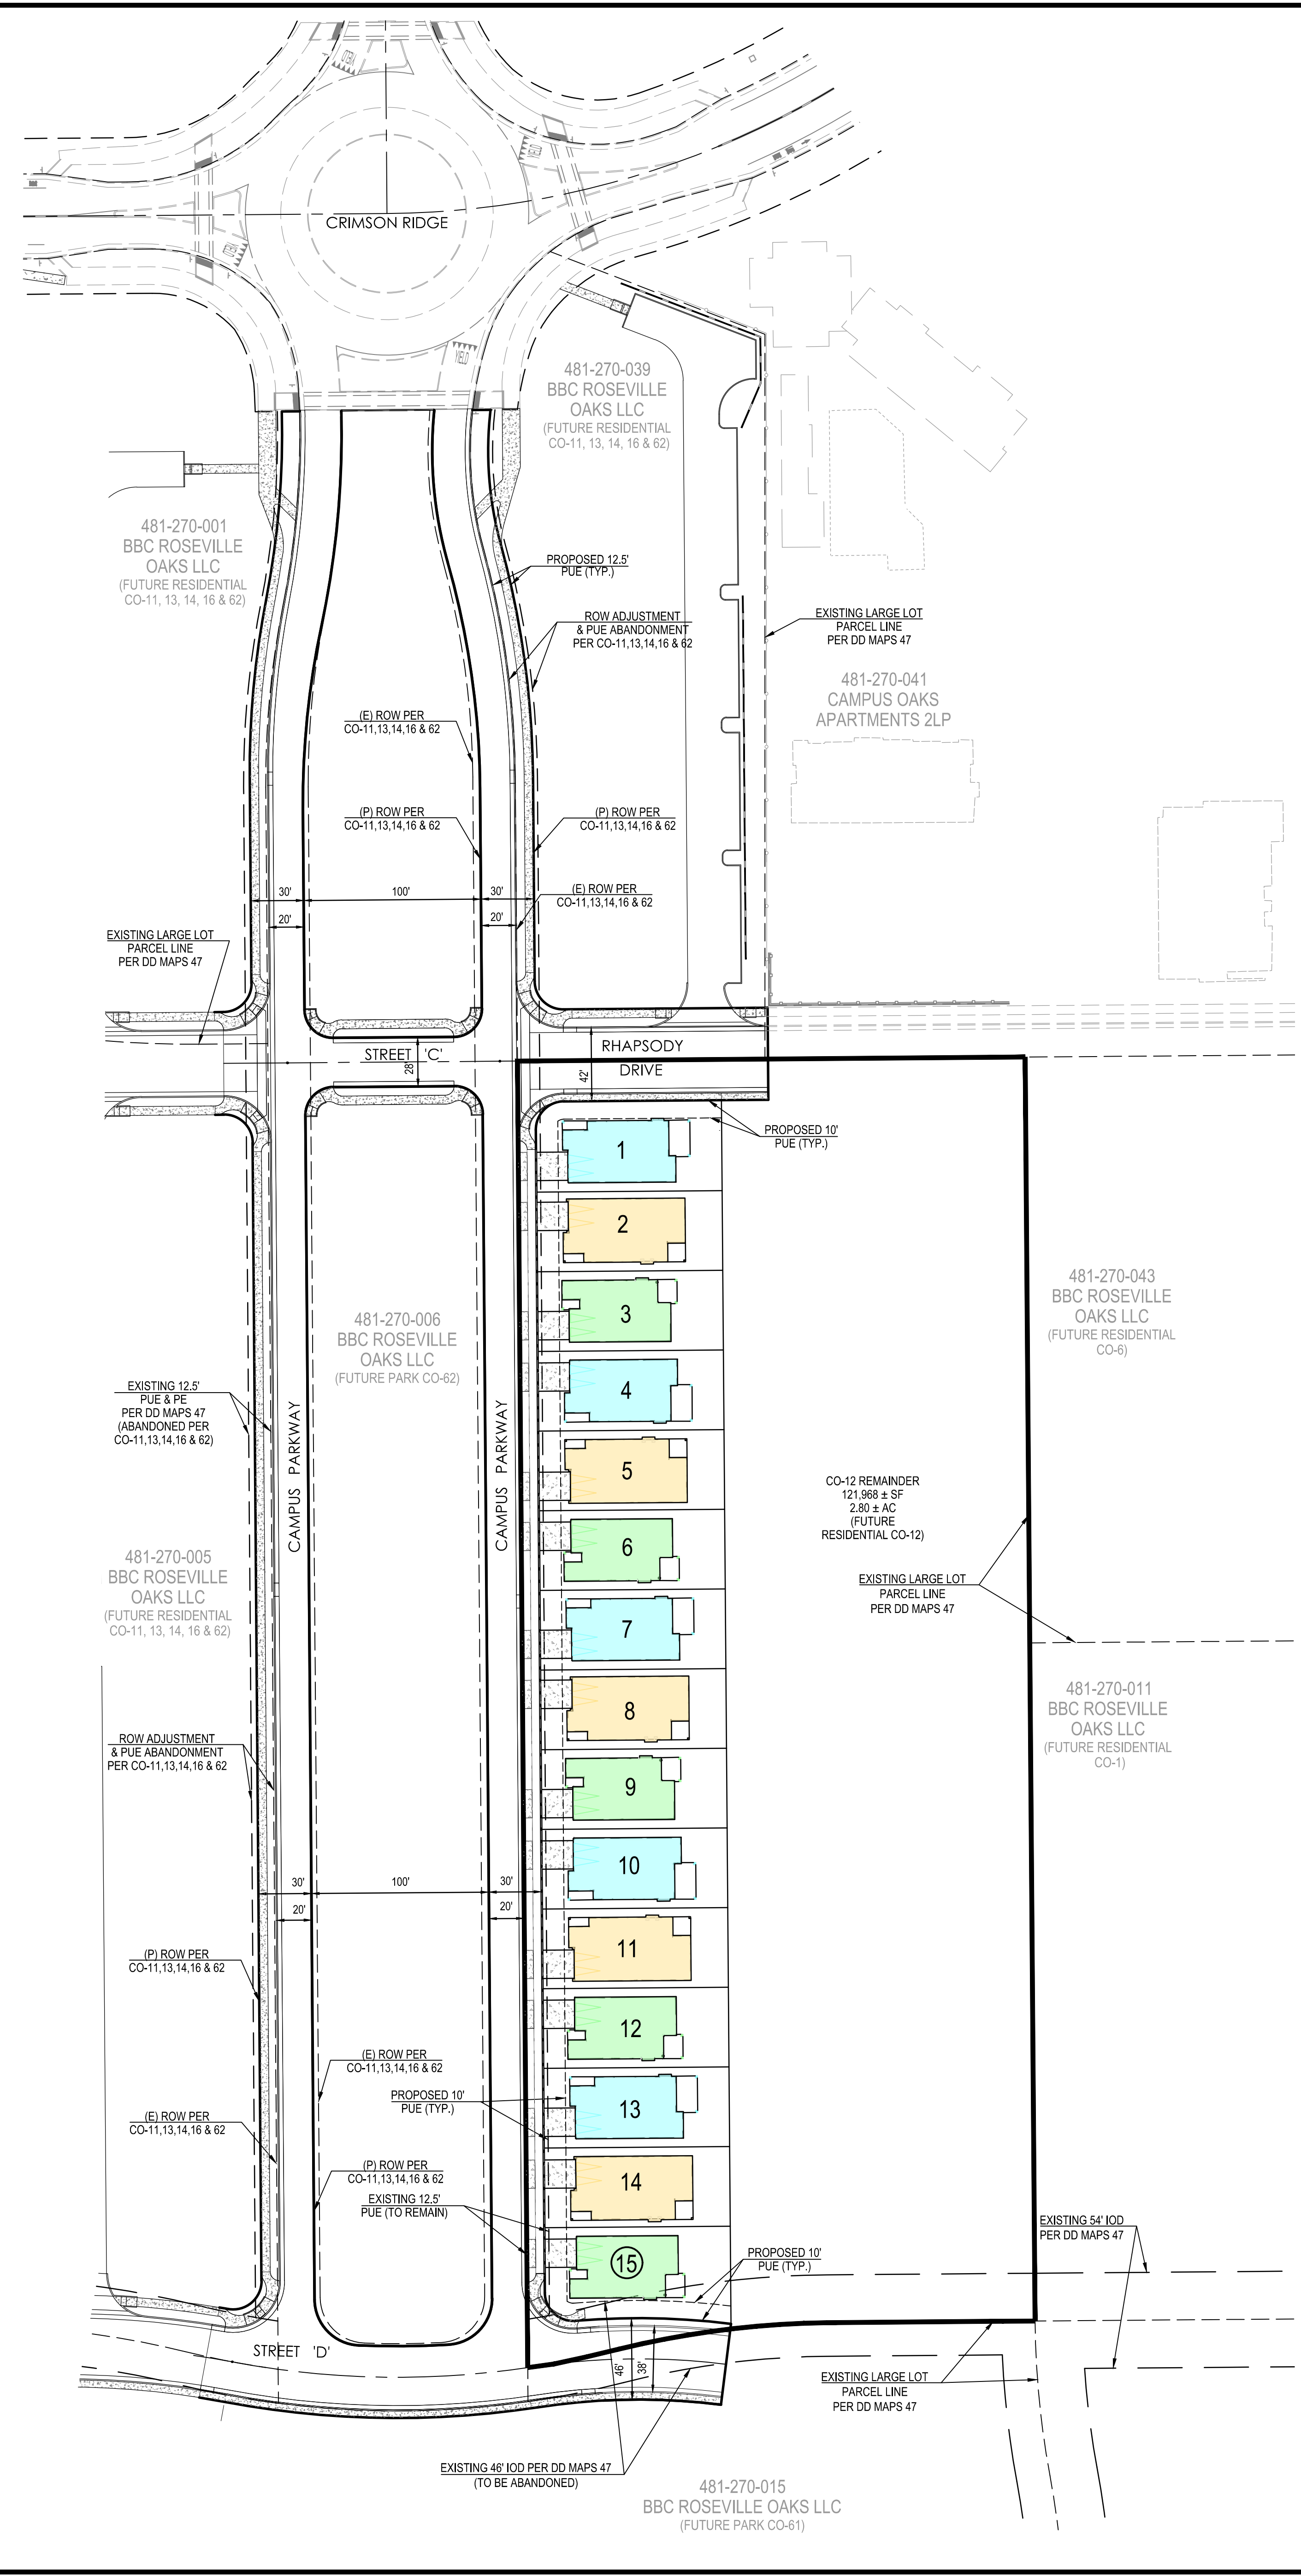 YIELD
YIELD
CRIMSON RIDGE
YIELD
YIELD
481-270-039
BBC ROSEVILLE
OAKS LLC
(FUTURE RESIDENTIAL
CO-11, 13, 14, 16 & 62)
481-270-001
BBC ROSEVILLE
OAKS LLC
(FUTURE RESIDENTIAL
CO-11, 13, 14, 16 & 62)
PROPOSED 12.5'
PUE (TYP.)
ROW ADJUSTMENT
& PUE ABANDONMENT
PER CO-11,13,14,16 & 62
EXISTING LARGE LOT
PARCEL LINE
PER DD MAPS 47
481-270-041
CAMPUS OAKS
APARTMENTS 2LP
(E) ROW PER
CO-11,13,14,16 & 62
(P) ROW PER
CO-11,13,14,16 & 62
(P) ROW PER
CO-11,13,14,16 & 62
30'
100'
30'
(E) ROW PER
CO-11,13,14,16 & 62
20'
20'
EXISTING LARGE LOT
PARCEL LINE
PER DD MAPS 47
STREET 'C'
28'
42'
RHAPSODY
DRIVE
PROPOSED 10'
PUE (TYP.)
1
2
3
4
5
6
7
8
9
10
11
12
13
14
15
481-270-043
BBC ROSEVILLE
OAKS LLC
(FUTURE RESIDENTIAL
CO-6)
481-270-006
BBC ROSEVILLE
OAKS LLC
(FUTURE PARK CO-62)
EXISTING 12.5'
PUE & PE
PER DD MAPS 47
(ABANDONED PER
CO-11,13,14,16 & 62)
CAMPUS PARKWAY
CAMPUS PARKWAY
CO-12 REMAINDER
121,968 ± SF
2.80 ± AC
(FUTURE
RESIDENTIAL CO-12)
481-270-005
BBC ROSEVILLE
OAKS LLC
(FUTURE RESIDENTIAL
CO-11, 13, 14, 16 & 62)
EXISTING LARGE LOT
PARCEL LINE
PER DD MAPS 47
481-270-011
BBC ROSEVILLE
OAKS LLC
(FUTURE RESIDENTIAL
CO-1)
ROW ADJUSTMENT
& PUE ABANDONMENT
PER CO-11,13,14,16 & 62
30'
100'
30'
20'
20'
(P) ROW PER
CO-11,13,14,16 & 62
(E) ROW PER
CO-11,13,14,16 & 62
PROPOSED 10'
PUE (TYP.)
(E) ROW PER
CO-11,13,14,16 & 62
(P) ROW PER
CO-11,13,14,16 & 62
EXISTING 12.5'
PUE (TO REMAIN)
EXISTING 54' IOD
PER DD MAPS 47
PROPOSED 10'
PUE (TYP.)
STREET 'D'
46'
38'
EXISTING LARGE LOT
PARCEL LINE
PER DD MAPS 47
EXISTING 46' IOD PER DD MAPS 47
(TO BE ABANDONED)
481-270-015
BBC ROSEVILLE OAKS LLC
(FUTURE PARK CO-61)